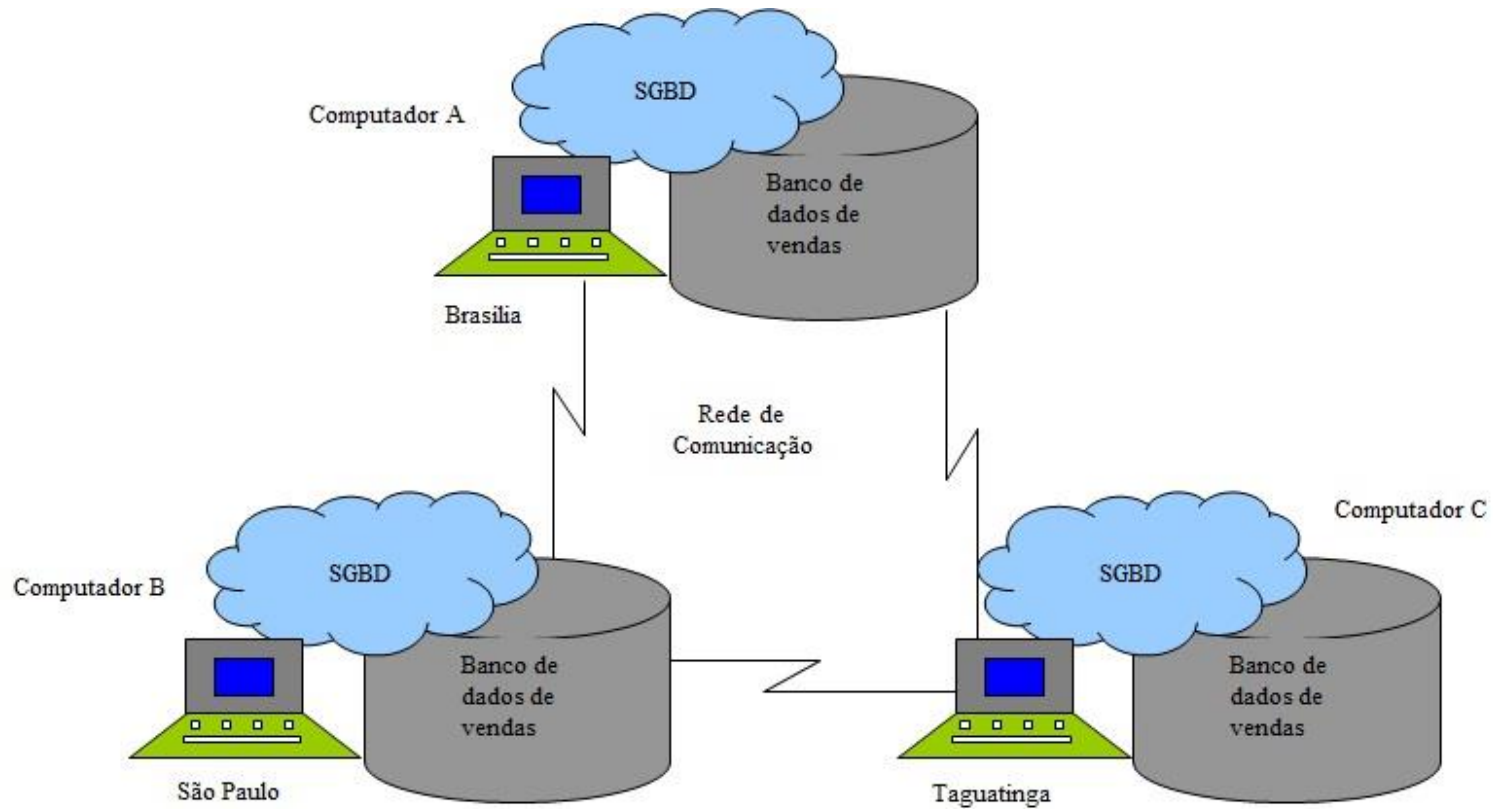 SGBD
Computador A
Banco de
dados de
vendas
Brasília
Rede de
Comunicação
Computador C
SGBD
SGBD
Computador B
Banco de
dados de
vendas
Banco de
dados de
vendas
São Paulo
Taguatinga